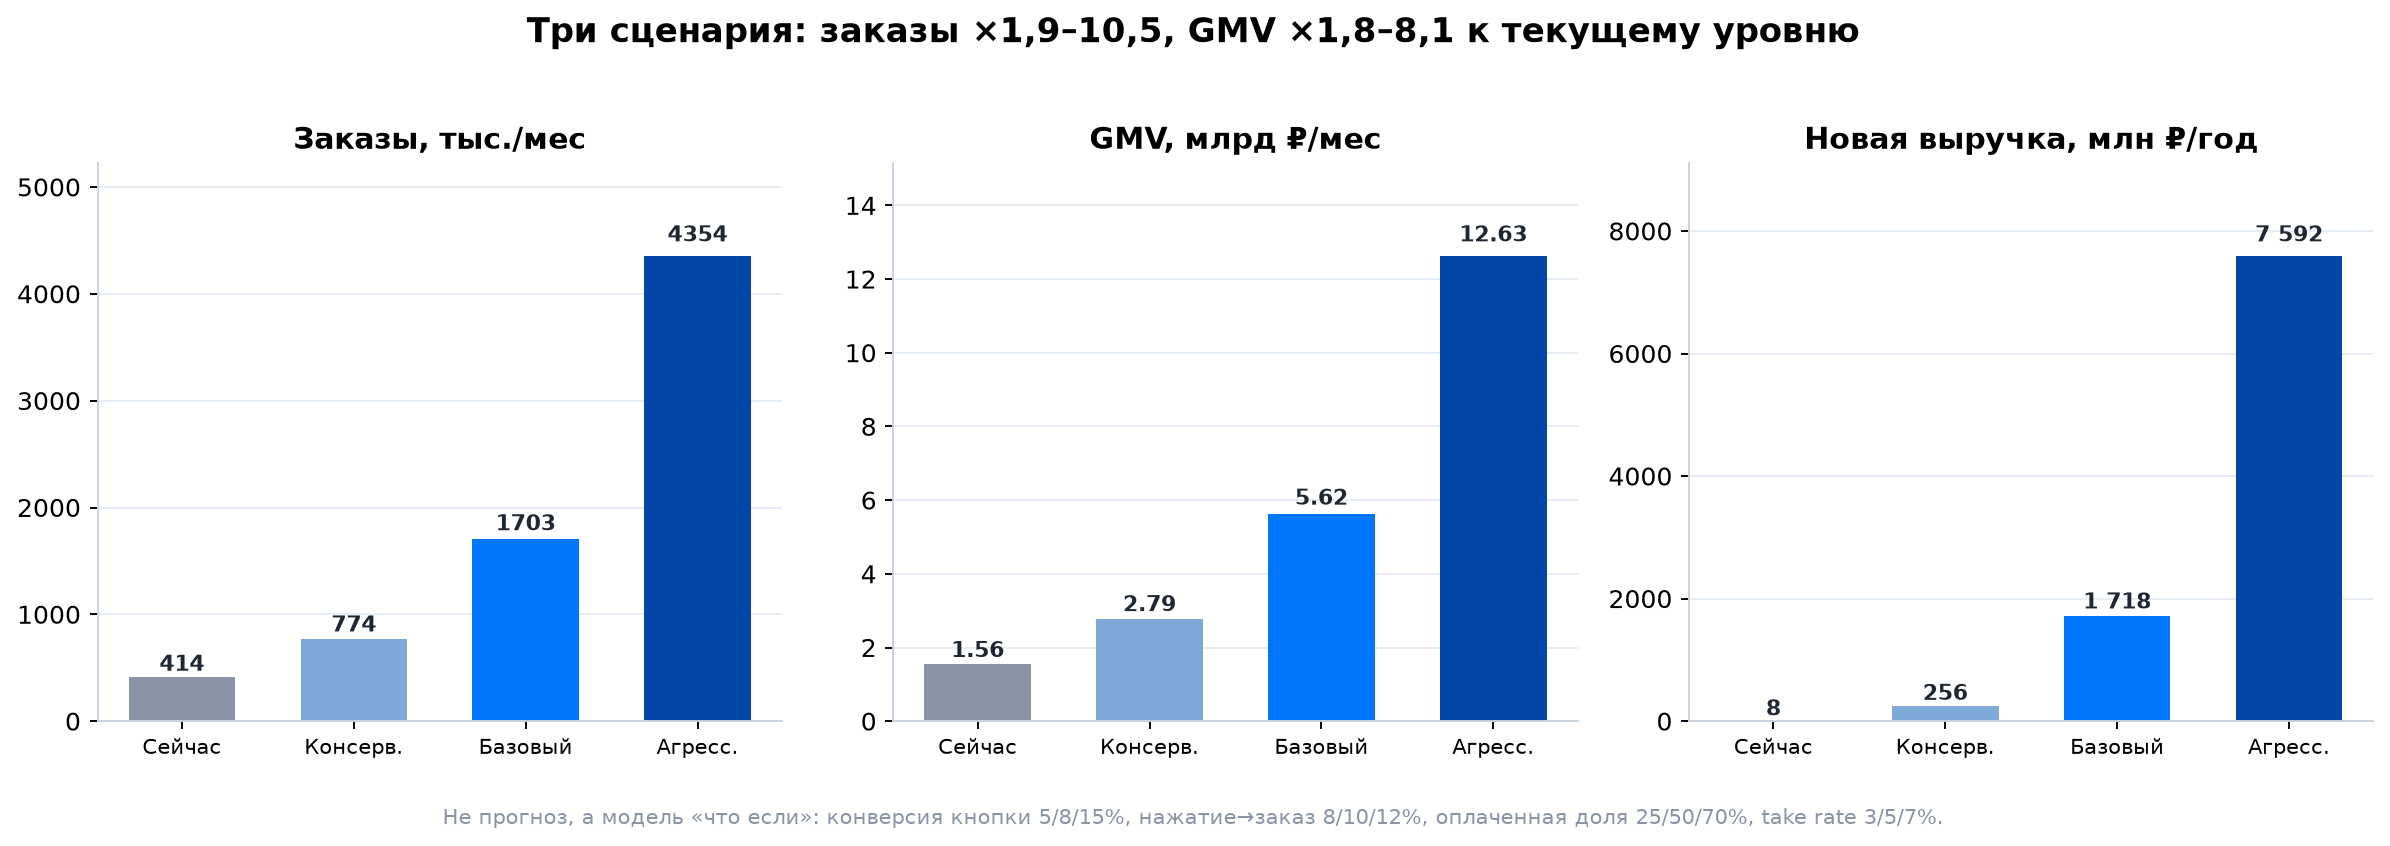 Три сценария: заказы ×1,9–10,5, GMV ×1,8–8,1 к текущему уровню
Заказы, тыс./мес
5000
4000
3000
2000
1000
0
414
774
1703
4354
Сейчас
Консерв.
Базовый
Агресс.
GMV, млрд ₽/мес
14
12
10
8
6
4
2
0
1.56
2.79
5.62
12.63
Сейчас
Консерв.
Базовый
Агресс.
Новая выручка, млн ₽/год
8000
6000
4000
2000
0
8
256
1 718
7 592
Сейчас
Консерв.
Базовый
Агресс.
Не прогноз, а модель «что если»: конверсия кнопки 5/8/15%, нажатие→заказ 8/10/12%, оплаченная доля 25/50/70%, take rate 3/5/7%.